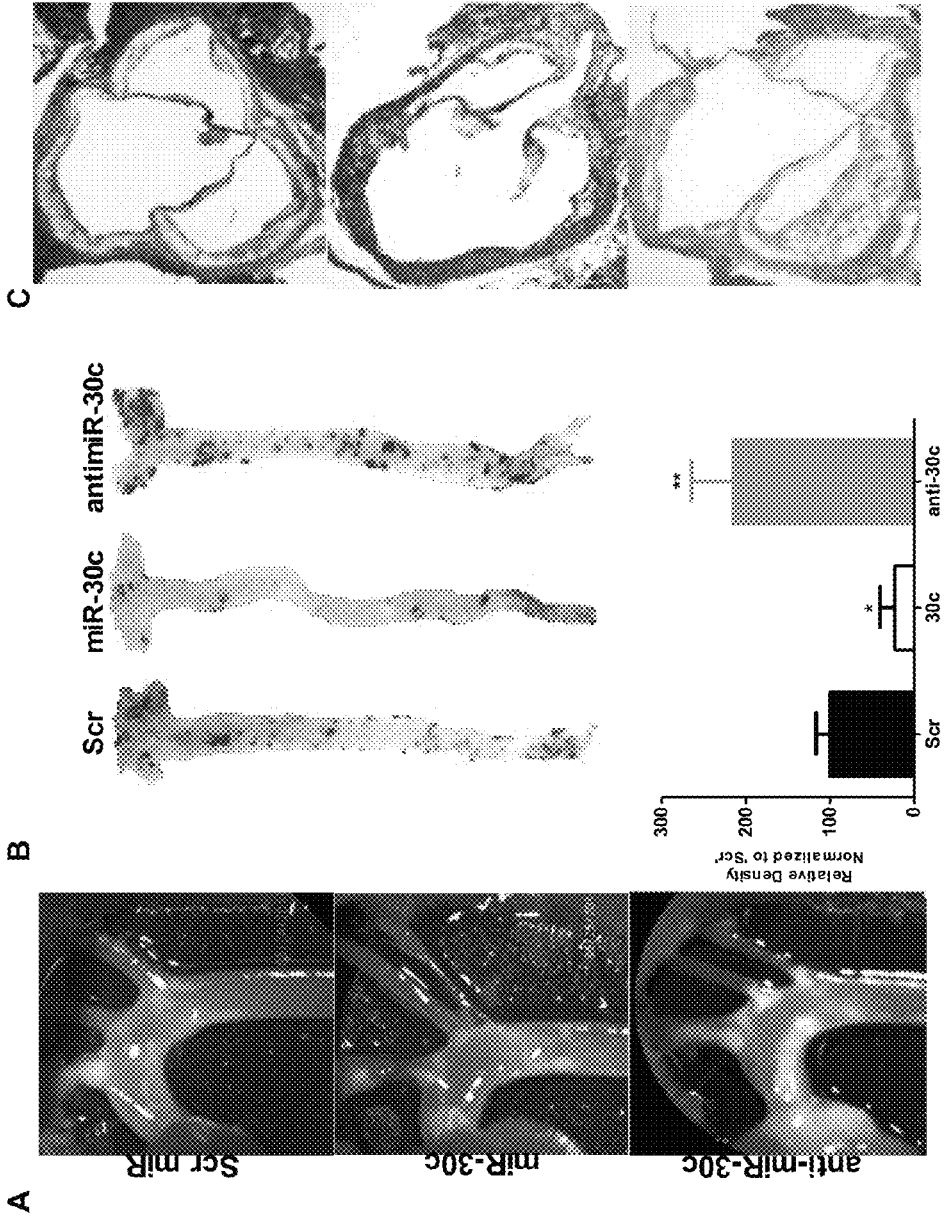 A
Scr miR
miR-30c
anti-miR-30c
B
Scr
miR-30c
antimiR-30c
Relative Density
Normalized to 'Scr'
300
200
100
0
*
**
Scr
30c
anti-30c
C